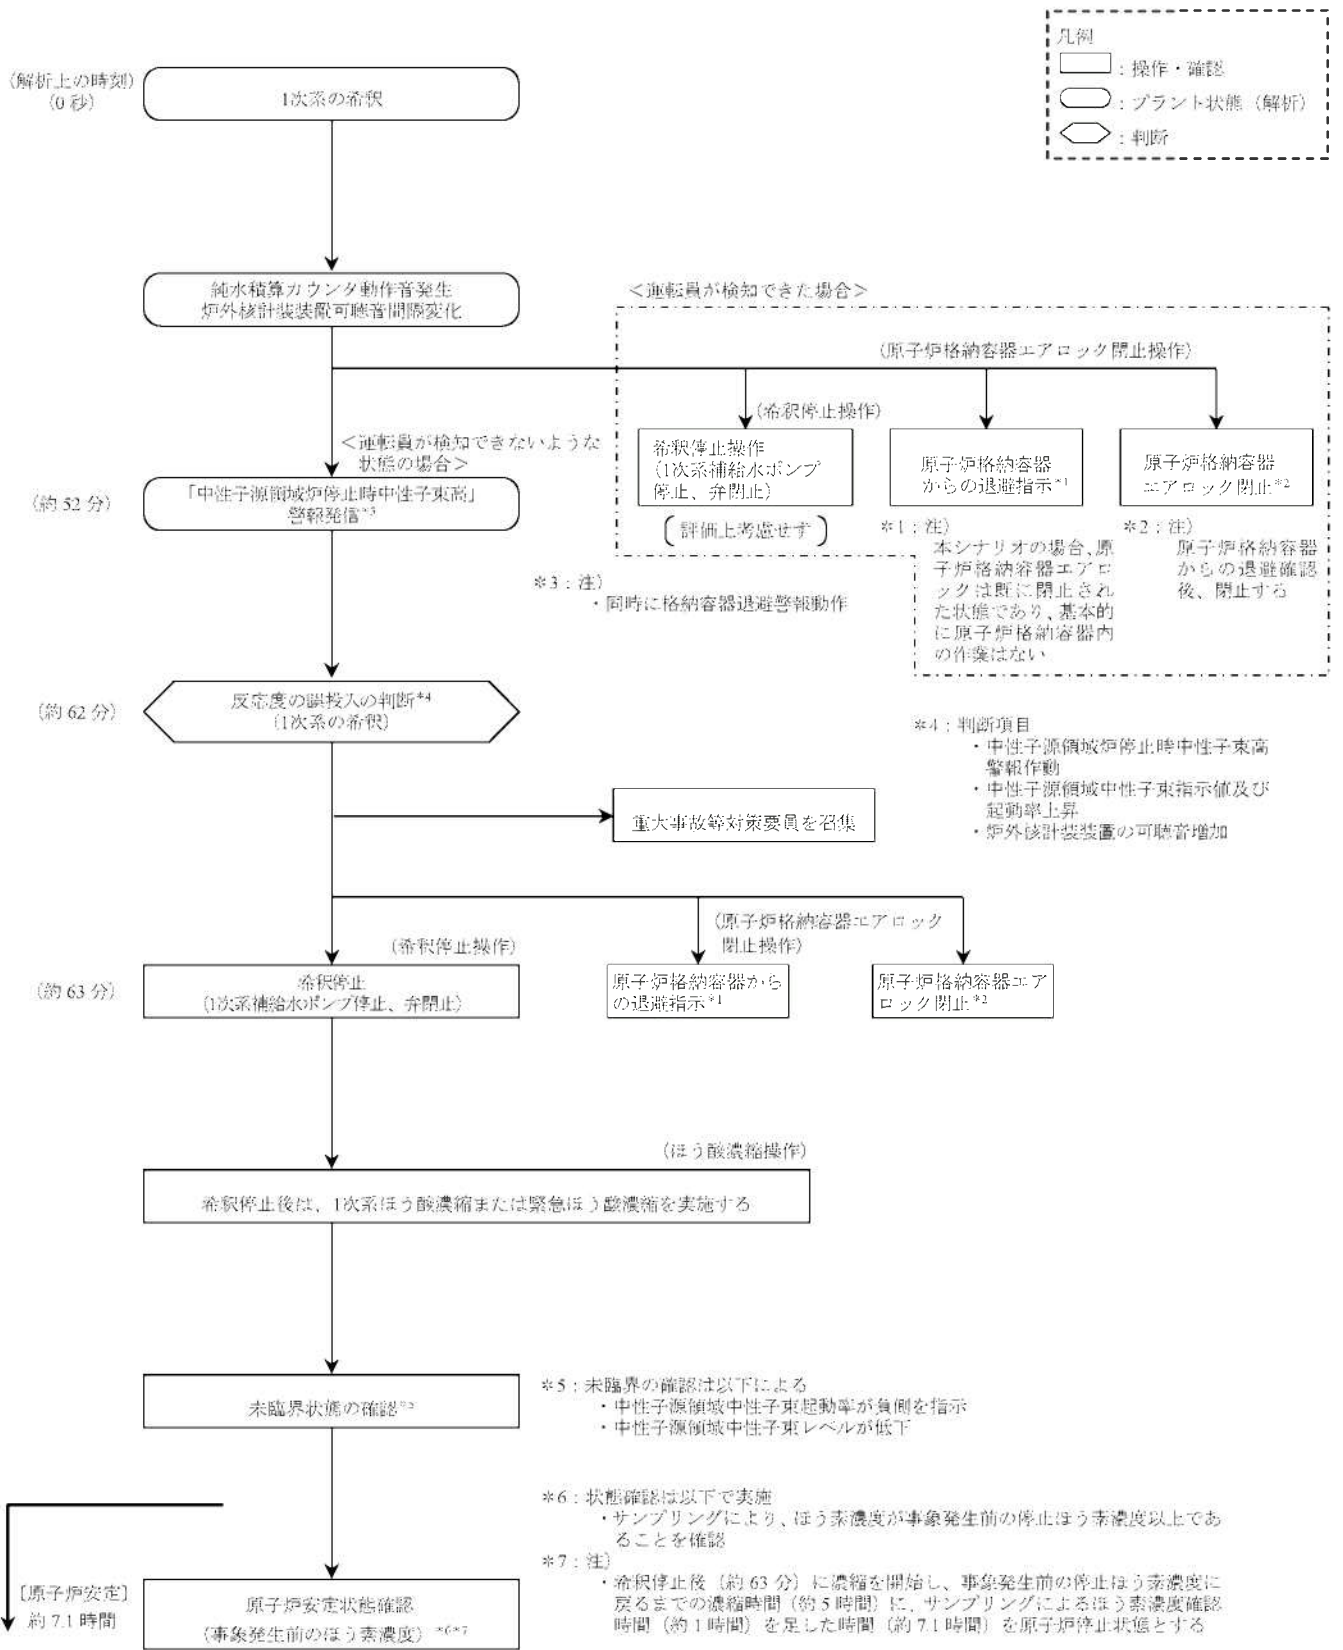 凡例
：操作・確認
：プラント状態（解析）
：判断
（解析上の時刻）
（0 秒）
1次系の希釈
純水積算カウンタ動作音発生
炉外核計装装置可聴音間隔変化
＜運転員が検知できた場合＞
（原子炉格納容器エアロック閉止操作）
（希釈停止操作）
＜運転員が検知できないような
状態の場合＞
希釈停止操作
（1次系補給水ポンプ
停止、弁閉止）
〔評価上考慮せず〕
原子炉格納容器
からの退避指示*1
原子炉格納容器
エアロック閉止*2
（約 52 分）
「中性子源領域炉停止時中性子束高」
警報発信*3
*1：注）
本シナリオの場合、原
子炉格納容器エアロ
ックは既に閉止され
た状態であり、基本的
に原子炉格納容器内
の作業はない
*2：注）
原子炉格納容器
からの退避確認
後、閉止する
*3：注）
・同時に格納容器退避警報動作
（約 62 分）
反応度の誤投入の判断*4
（1次系の希釈）
*4：判断項目
・中性子源領域炉停止時中性子束高
警報作動
・中性子源領域中性子束指示値及び
起動率上昇
・炉外核計装装置の可聴音増加
重大事故等対策要員を召集
（希釈停止操作）
（原子炉格納容器エアロック
閉止操作）
（約 63 分）
希釈停止
（1次系補給水ポンプ停止、弁閉止）
原子炉格納容器から
の退避指示*1
原子炉格納容器エア
ロック閉止*2
（ほう酸濃縮操作）
希釈停止後は、1次系ほう酸濃縮または緊急ほう酸濃縮を実施する
未臨界状態の確認*5
*5：未臨界の確認は以下による
・中性子源領域中性子束起動率が負側を指示
・中性子源領域中性子束レベルが低下
*6：状態確認は以下で実施
・サンプリングにより、ほう素濃度が事象発生前の停止ほう素濃度以上であ
ることを確認
*7：注）
・希釈停止後（約 63 分）に濃縮を開始し、事象発生前の停止ほう素濃度に
戻るまでの濃縮時間（約 5 時間）に、サンプリングによるほう素濃度確認
時間（約 1 時間）を足した時間（約 7.1 時間）を原子炉停止状態とする
［原子炉安定］
約 7.1 時間
原子炉安定状態確認
（事象発生前のほう素濃度）*6*7